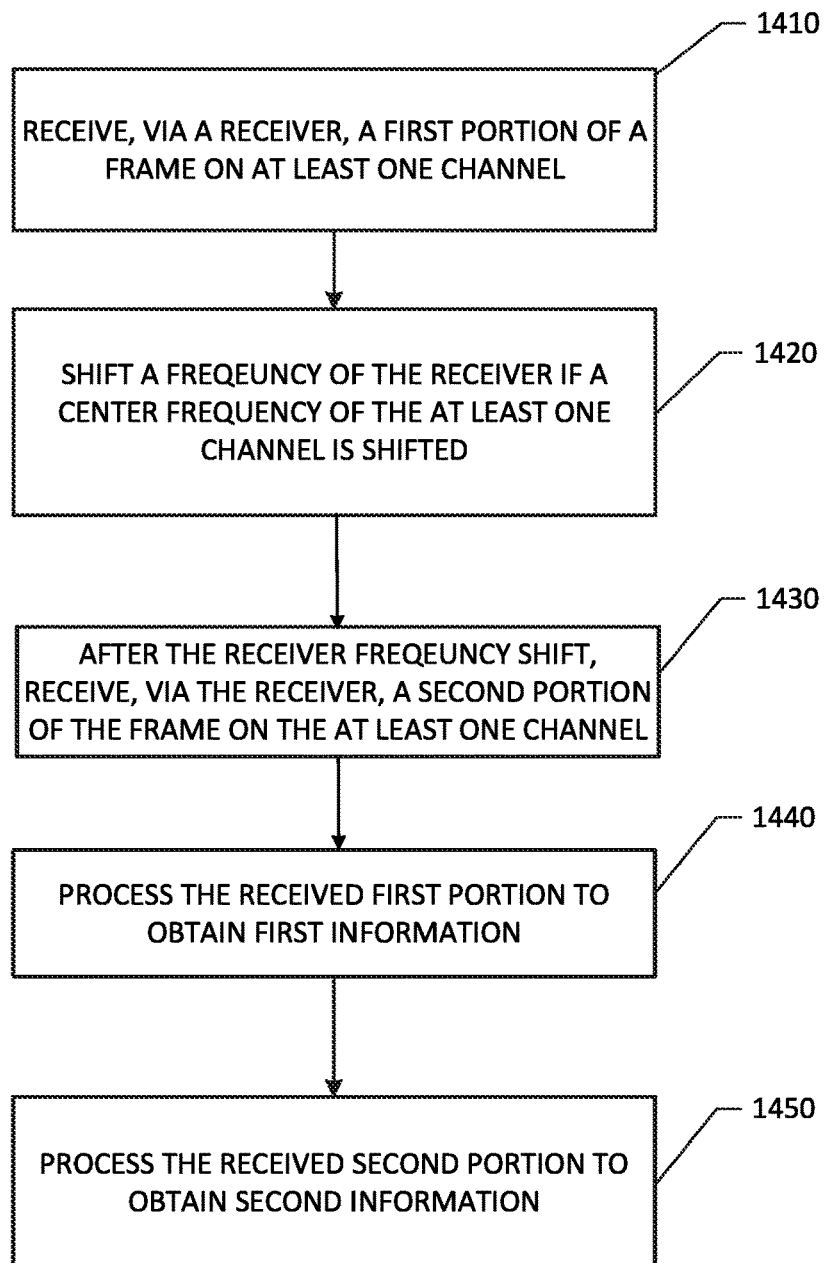 1410
RECEIVE, VIA A RECEIVER, A FIRST PORTION OF A
FRAME ON AT LEAST ONE CHANNEL
1420
SHIFT A FREQEUNCY OF THE RECEIVER IF A
CENTER FREQUENCY OF THE AT LEAST ONE
CHANNEL IS SHIFTED
1430
AFTER THE RECEIVER FREQEUNCY SHIFT,
RECEIVE, VIA THE RECEIVER, A SECOND PORTION
OF THE FRAME ON THE AT LEAST ONE CHANNEL
1440
PROCESS THE RECEIVED FIRST PORTION TO
OBTAIN FIRST INFORMATION
1450
PROCESS THE RECEIVED SECOND PORTION TO
OBTAIN SECOND INFORMATION